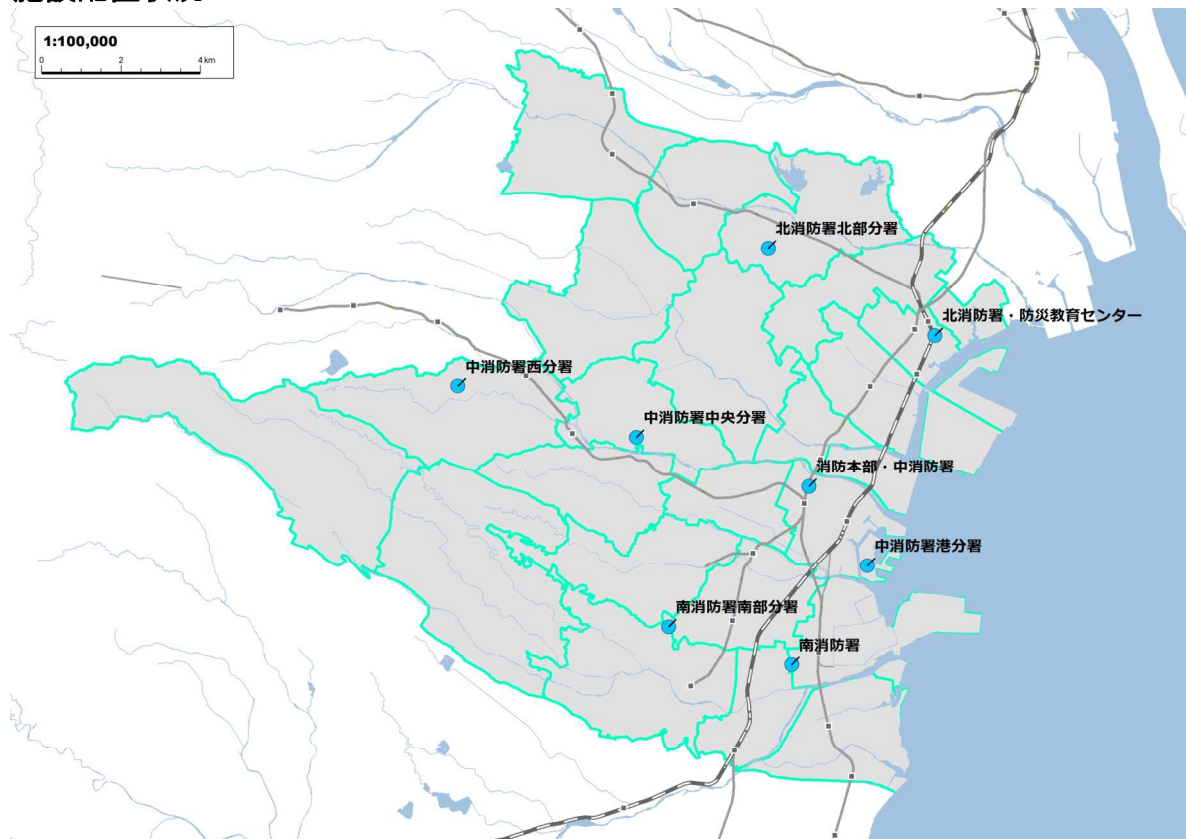 1:100,000
0 2 4 km
北消防署北部分署
北消防署・防災教育センター
中消防署西分署
中消防署中央分署
消防本部・中消防署
中消防署港分署
南消防署南部分署
南消防署